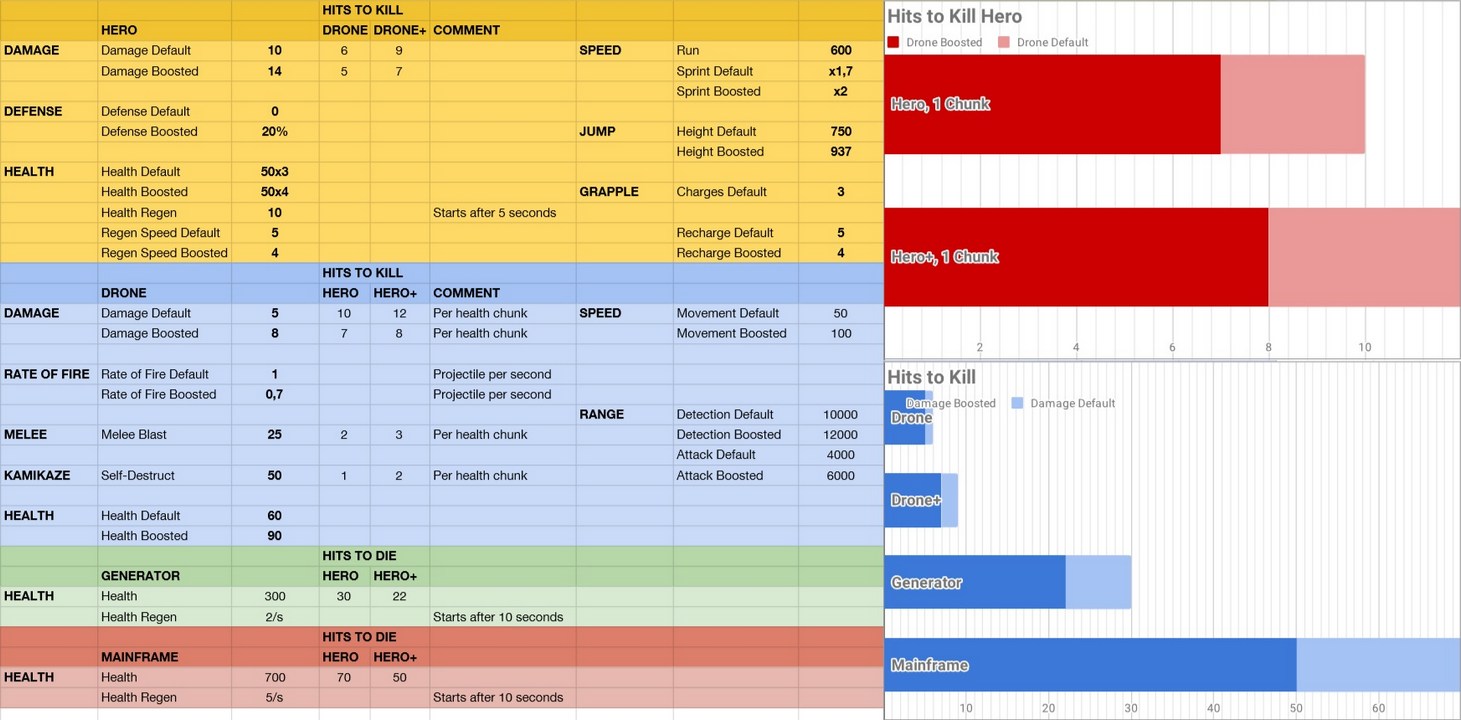 HITS TO KILL
HERO DRONE DRONE+ COMMENT
DAMAGE Damage Default 10 6 9 SPEED Run 600
Damage Boosted 14 5 7 Sprint Default x1,7
Sprint Boosted x2
DEFENSE Defense Default 0
Defense Boosted 20% JUMP Height Default 750
Height Boosted 937
HEALTH Health Default 50x3
Health Boosted 50x4 GRAPPLE Charges Default 3
Health Regen 10 Starts after 5 seconds
Regen Speed Default 5 Recharge Default 5
Regen Speed Boosted 4 Recharge Boosted 4
HITS TO KILL
DRONE HERO HERO+ COMMENT
DAMAGE Damage Default 5 10 12 Per health chunk SPEED Movement Default 50
Damage Boosted 8 7 8 Per health chunk Movement Boosted 100
RATE OF FIRE Rate of Fire Default 1 Projectile per second
Rate of Fire Boosted 0,7 Projectile per second
RANGE Detection Default 10000
MELEE Melee Blast 25 2 3 Per health chunk Detection Boosted 12000
Attack Default 4000
KAMIKAZE Self-Destruct 50 1 2 Per health chunk Attack Boosted 6000
HEALTH Health Default 60
Health Boosted 90
HITS TO DIE
GENERATOR HERO HERO+
HEALTH Health 300 30 22
Health Regen 2/s Starts after 10 seconds
HITS TO DIE
MAINFRAME HERO HERO+
HEALTH Health 700 70 50
Health Regen 5/s Starts after 10 seconds
Hits to Kill Hero
Drone Boosted Drone Default
Hero, 1 Chunk
Hero+, 1 Chunk
2 4 6 8 10
Hits to Kill
Damage Boosted Damage Default
Drone
Drone+
Generator
Mainframe
10 20 30 40 50 60